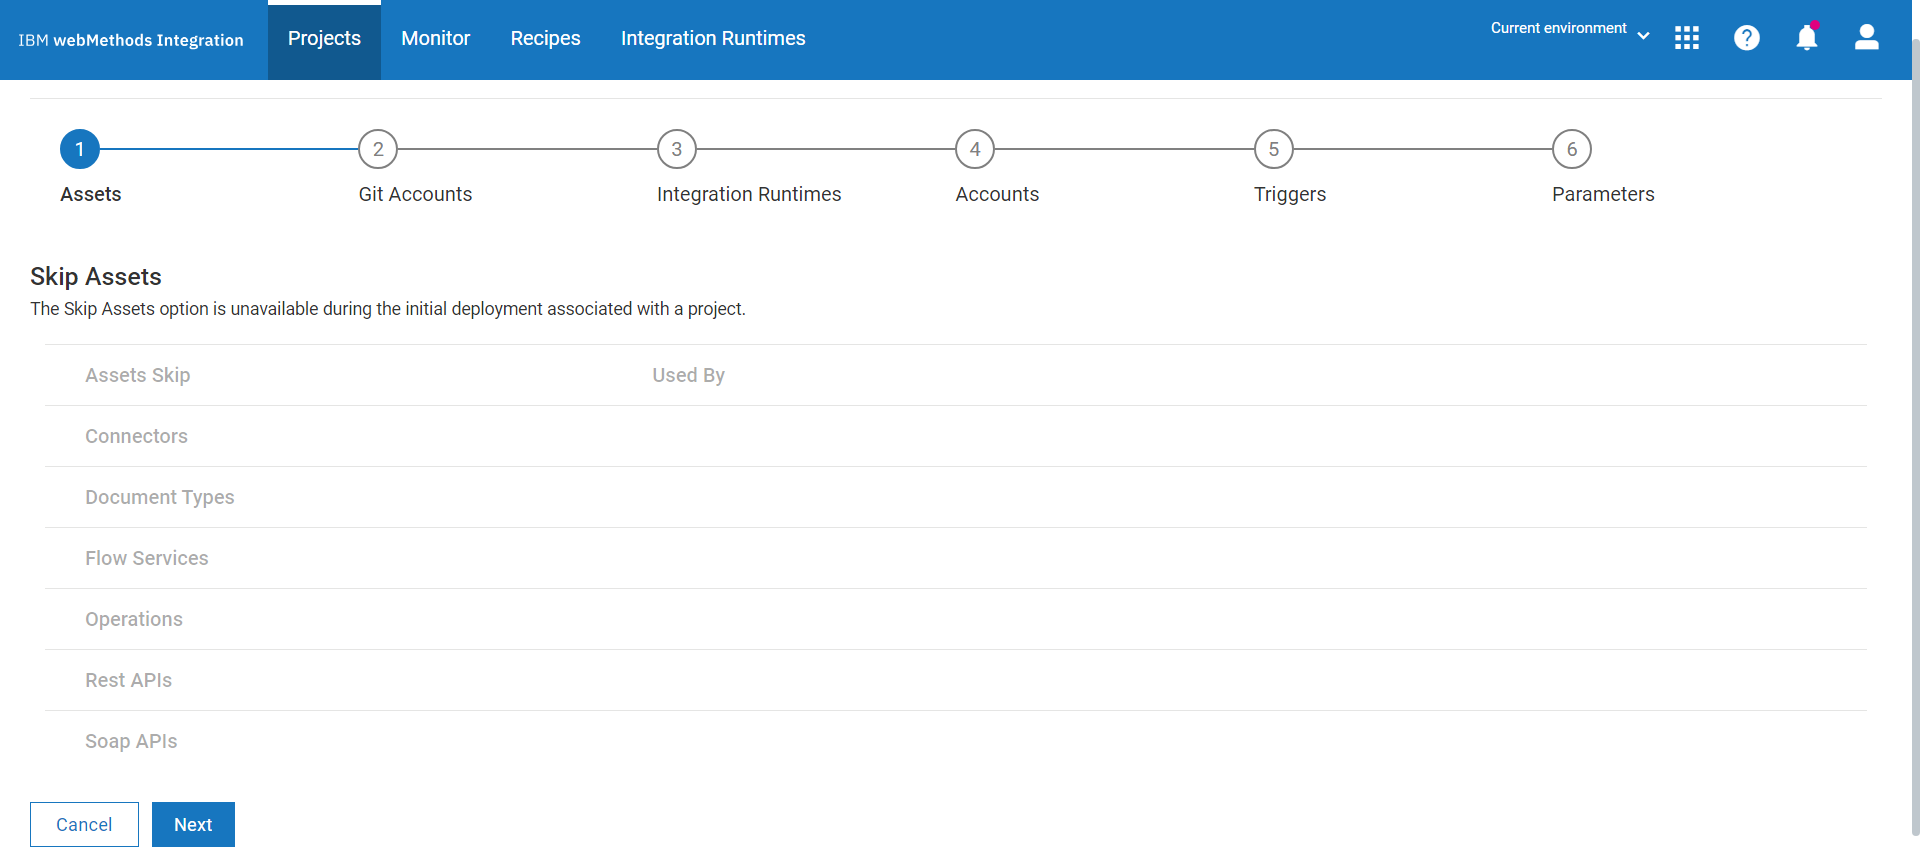 IBM webMethods Integration
Projects
Monitor
Recipes
Integration Runtimes
Current environment
?
1
2
3
4
5
6
Assets
Git Accounts
Integration Runtimes
Accounts
Triggers
Parameters
Skip Assets
The Skip Assets option is unavailable during the initial deployment associated with a project.
Assets Skip
Used By
Connectors
Document Types
Flow Services
Operations
Rest APIs
Soap APIs
Cancel
Next